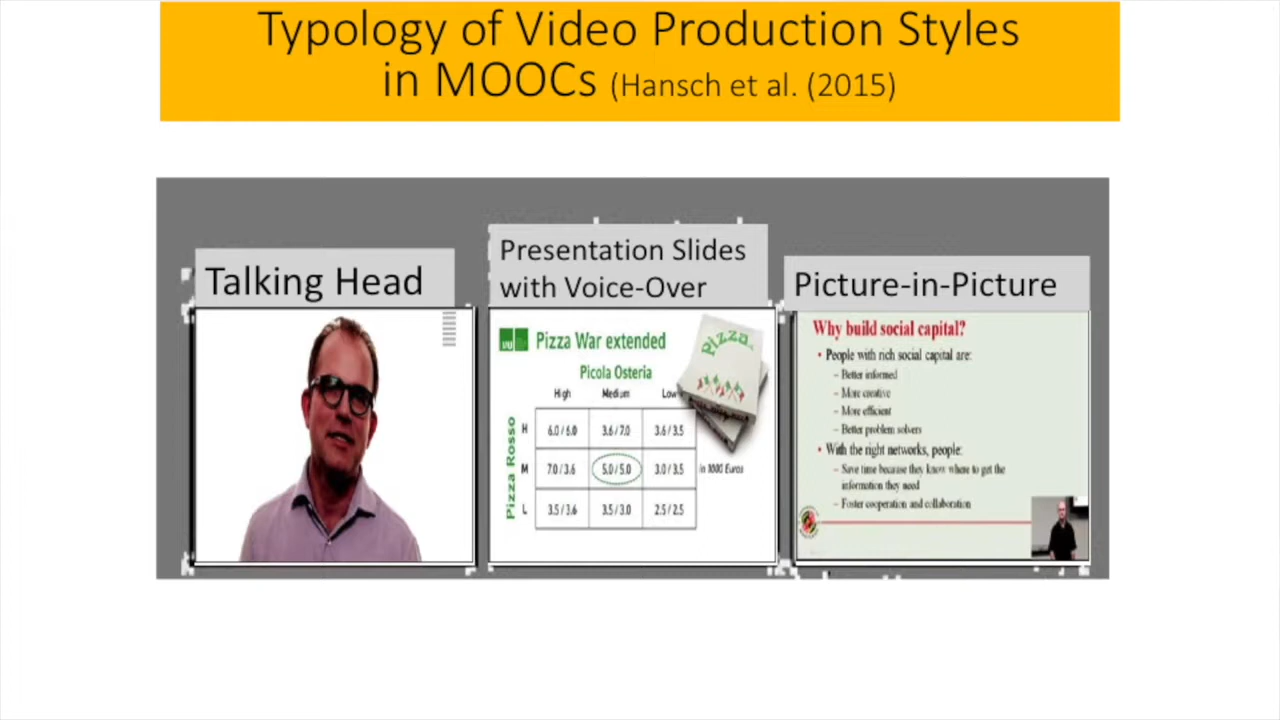 Typology of Video Production Styles
in MOOCs (Hansch et al. (2015)
Talking Head
Presentation Slides
with Voice-Over
Pizza War extended
Picola Osteria
High Medium Low
Pizza Rosso
H 6.0 / 6.0 3.6 / 7.0 3.6 / 3.5
M 7.0 / 3.6 5.0 / 5.0 3.0 / 3.5 in 1000 Euros
L 3.5 / 3.6 3.5 / 3.0 2.5 / 2.5
Pizza
Picture-in-Picture
Why build social capital?
• People with rich social capital are:
– Better informed
– More creative
– More efficient
– Better problem solvers
• With the right networks, people:
– Save time because they know where to get the
information they need
– Foster cooperation and collaboration